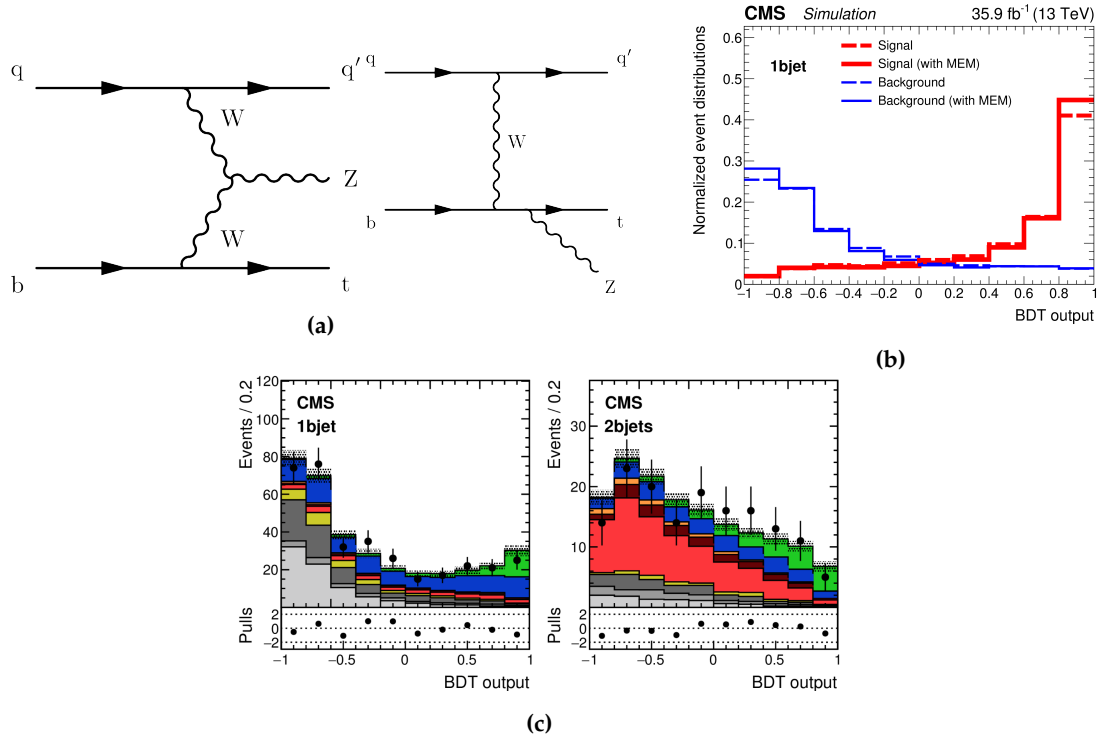 q
q′
W
Z
W
b
t
q
q′
W
b
t
Z
(a)
CMS Simulation 35.9 fb⁻¹ (13 TeV)
Normalized event distributions
0.6
0.5
0.4
0.3
0.2
0.1
0
1bjet
Signal
Signal (with MEM)
Background
Background (with MEM)
−1 −0.8 −0.6 −0.4 −0.2 0 0.2 0.4 0.6 0.8 1
BDT output
(b)
Events / 0.2
120
100
80
60
40
20
CMS
1bjet
Pulls
2
0
−2
−1 −0.5 0 0.5 1
BDT output
Events / 0.2
30
20
10
CMS
2bjets
Pulls
2
0
−2
−1 −0.5 0 0.5 1
BDT output
(c)